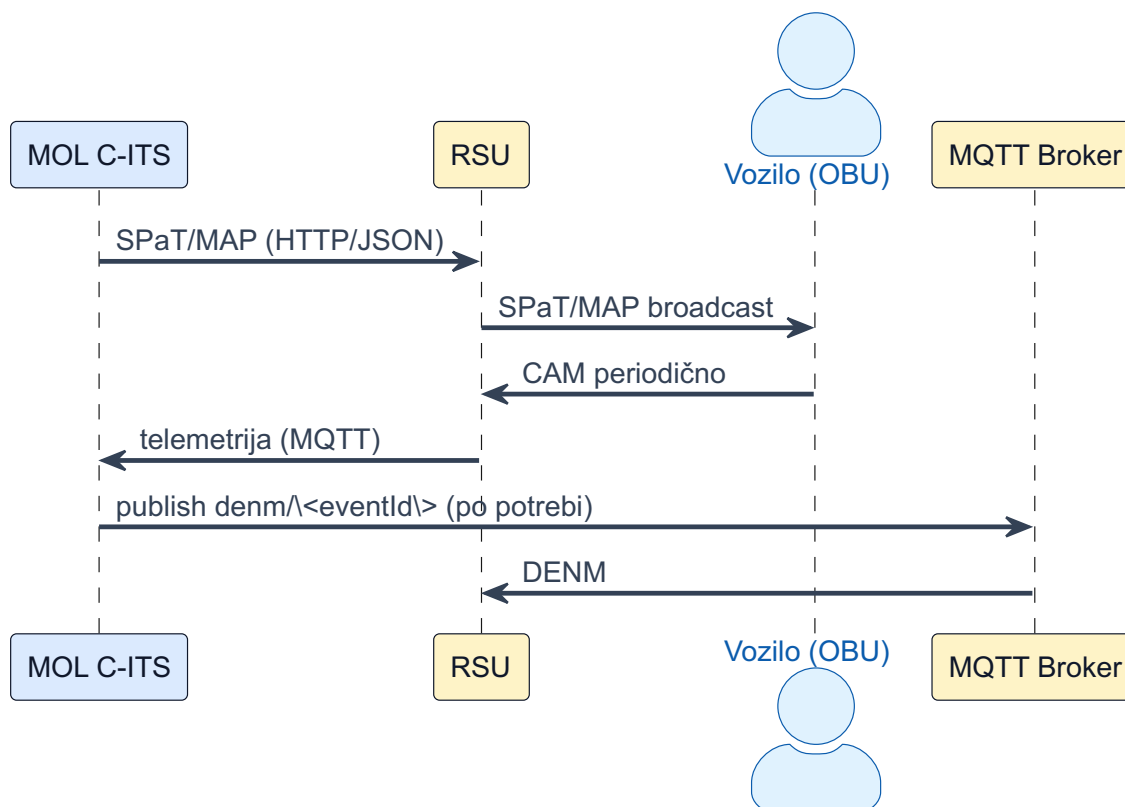 MOL C-ITS
RSU
Vozilo (OBU)
MQTT Broker
SPaT/MAP (HTTP/JSON)
SPaT/MAP broadcast
CAM periodično
telemetrija (MQTT)
publish denm/\<eventId\> (po potrebi)
DENM
MOL C-ITS
RSU
Vozilo (OBU)
MQTT Broker